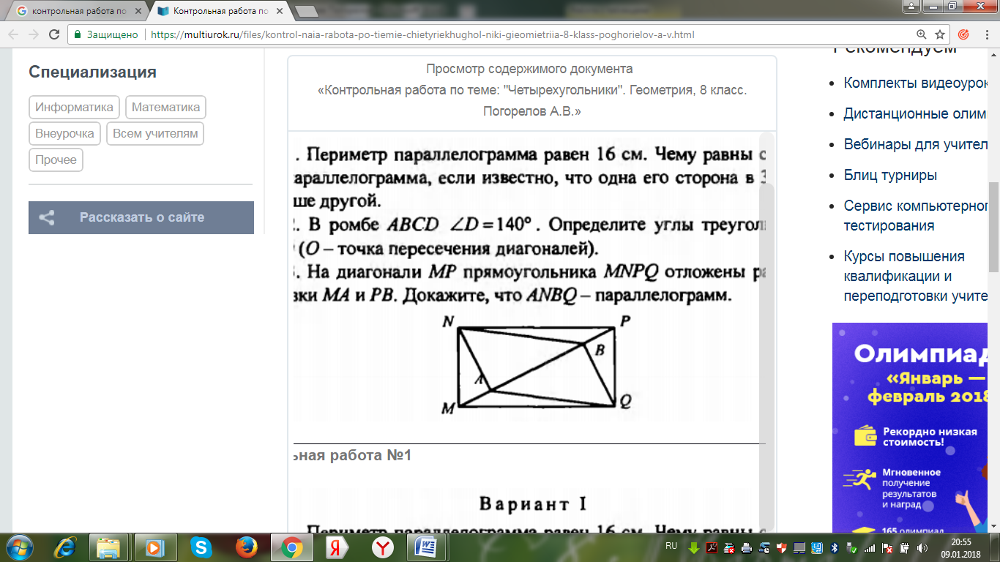 контрольная работа по
Контрольная работа по
Защищено
https://multiurok.ru/files/kontrol-naia-rabota-po-tiemie-chietyriekhughol-niki-gieomietriia-8-klass-poghorielov-a-v.html
Специализация
Информатика Математика
Внеурочка Всем учителям
Прочее
Рассказать о сайте
Просмотр содержимого документа
«Контрольная работа по теме: "Четырехугольники". Геометрия, 8 класс.
Погорелов А.В.»
. Периметр параллелограмма равен 16 см. Чему равны с
араллелограмма, если известно, что одна его сторона в 3
ше другой.
. В ромбе ABCD ∠D=140° . Определите углы треугол
(О – точка пересечения диагоналей).
. На диагонали MP прямоугольника MNPQ отложены ра
зки MA и PB. Докажите, что ANBQ – параллелограмм.
N P
B
A
M Q
ьная работа №1
Вариант I
. Периметр параллелограмма равен 16 см. Чему равны с
Рекомендуем
Комплекты видеоурок
Дистанционные олим
Вебинары для учител
Блиц турниры
Сервис компьютерног
тестирования
Курсы повышения
квалификации и
переподготовки учите
Олимпиад
«Январь —
февраль 2018
Рекордно низкая
стоимость!
Мгновенное
получение
результатов
и наград
165 олимпиад
RU
20:55
09.01.2018